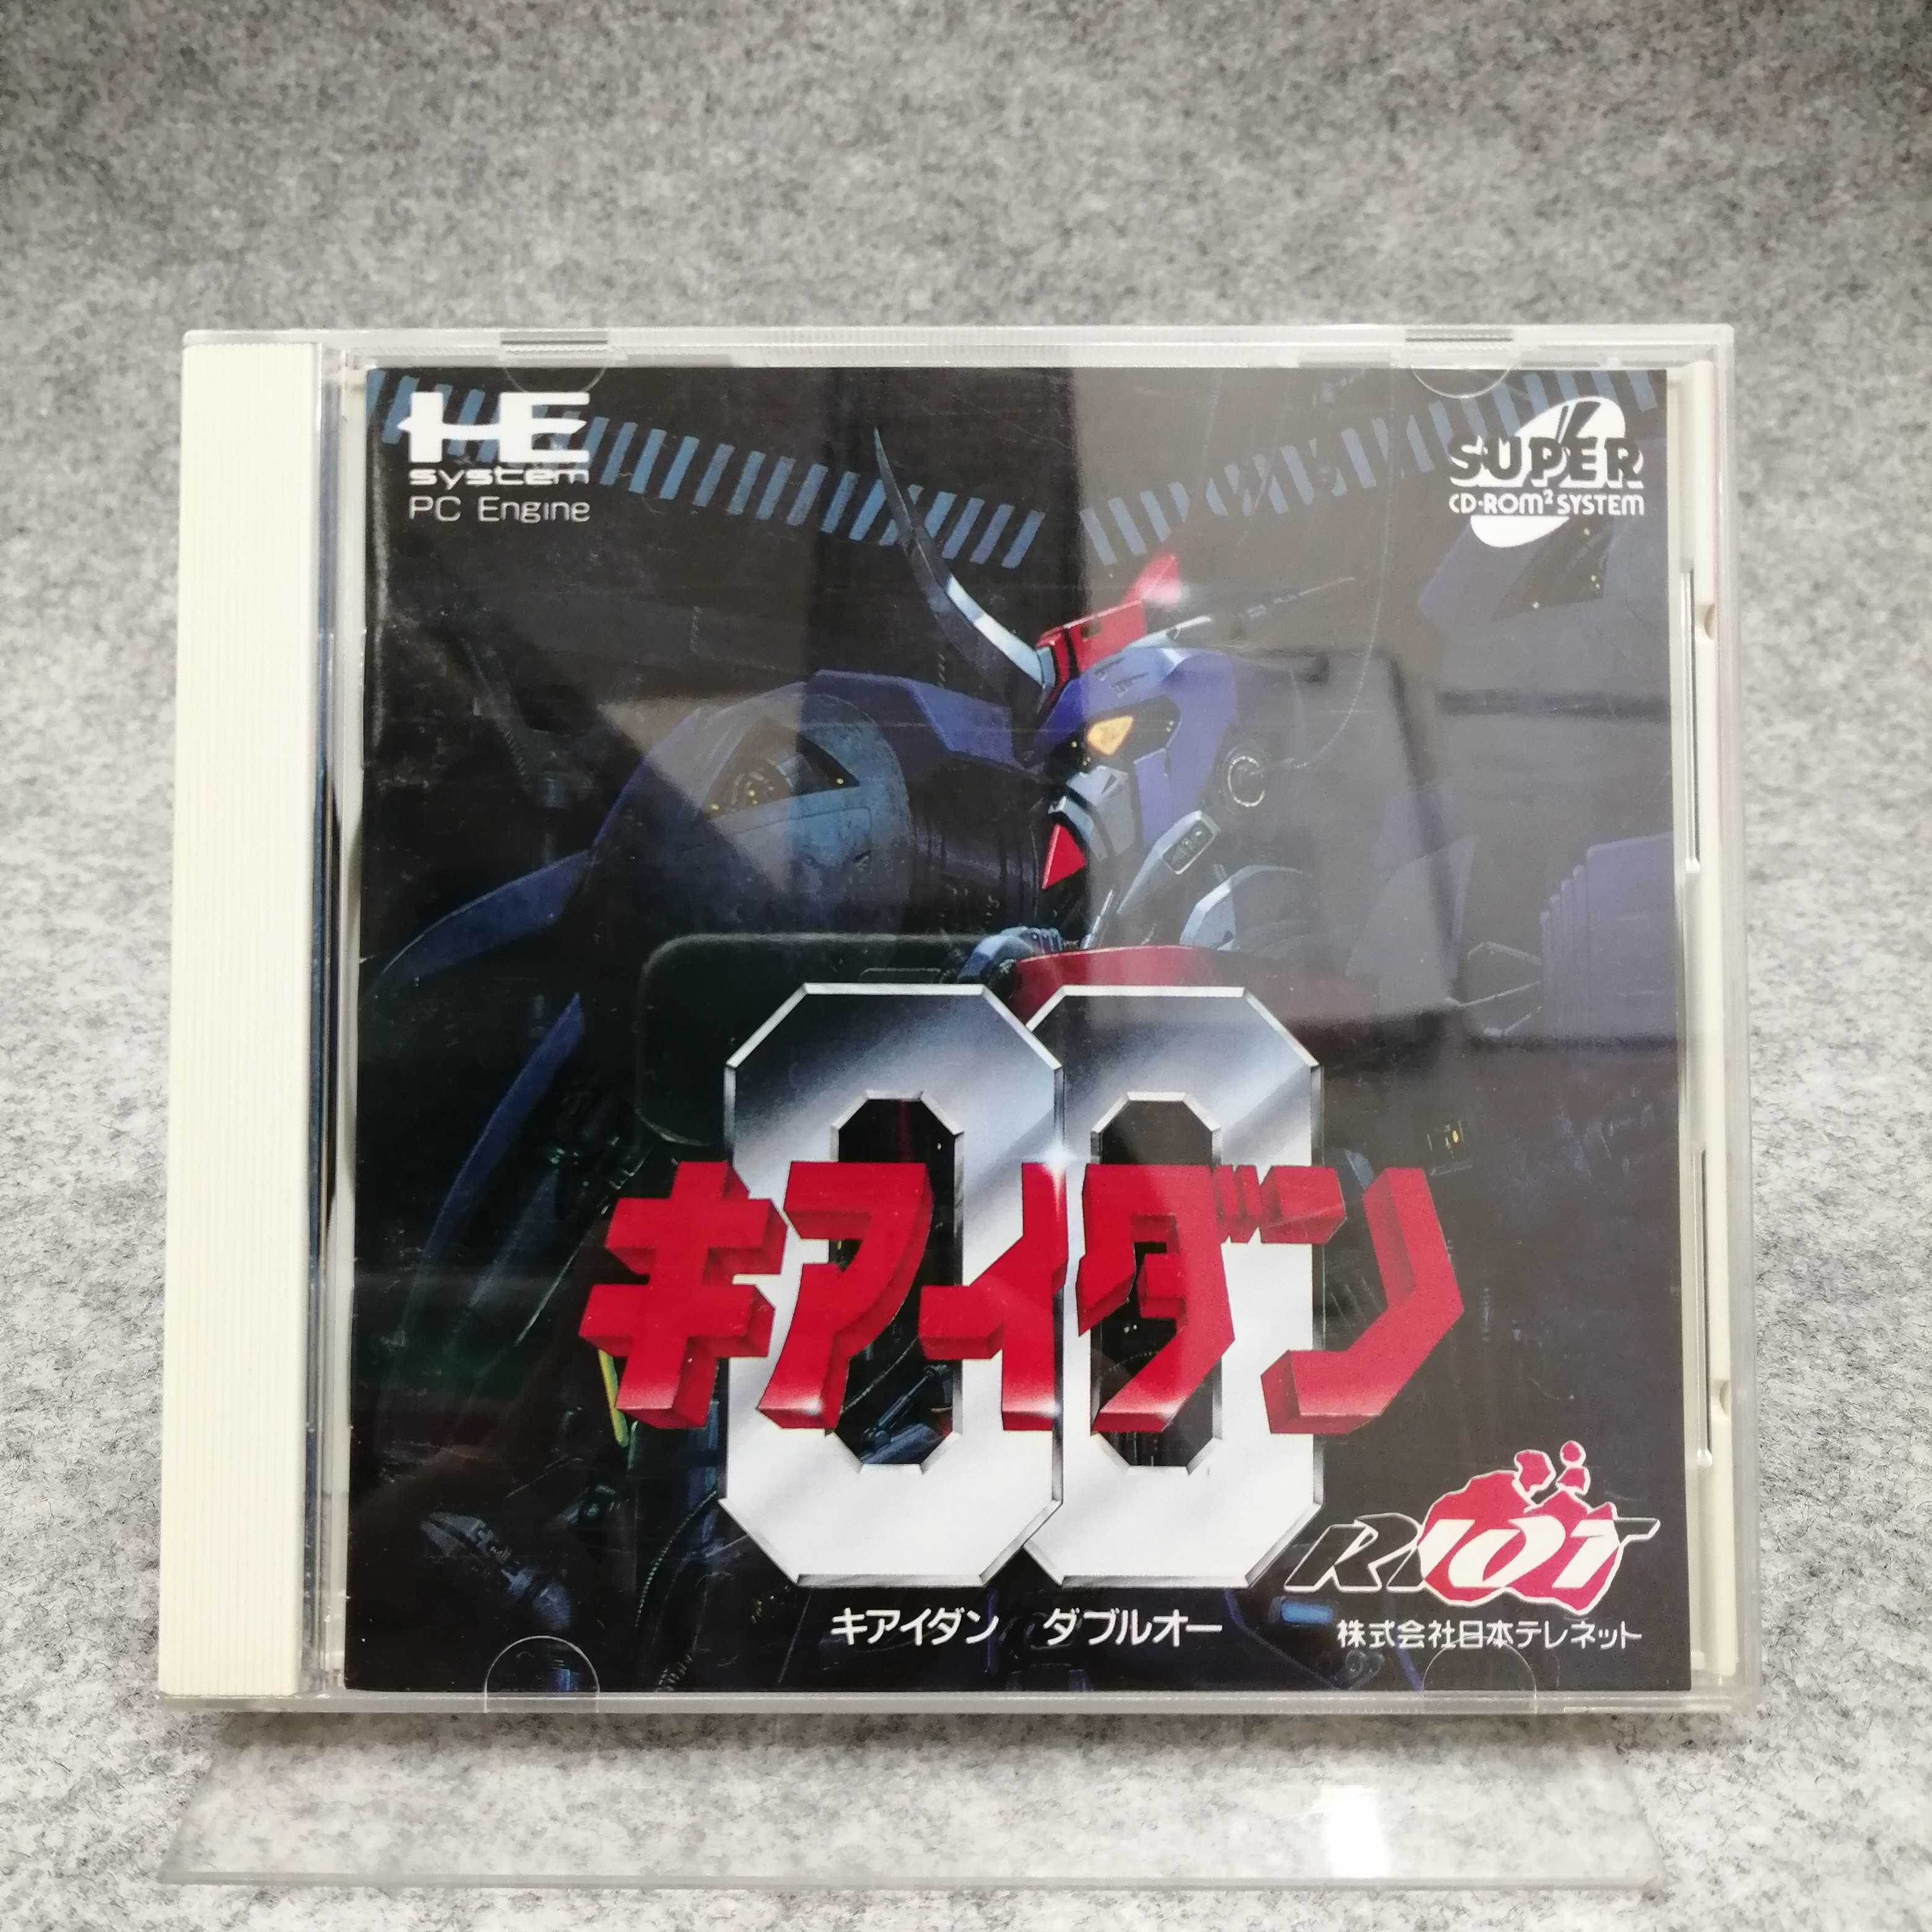 HE
system
PC Engine
SUPER
CD-ROM² SYSTEM
00
キアイダン
RIOT
キアイダン ダブルオー
株式会社日本テレネット